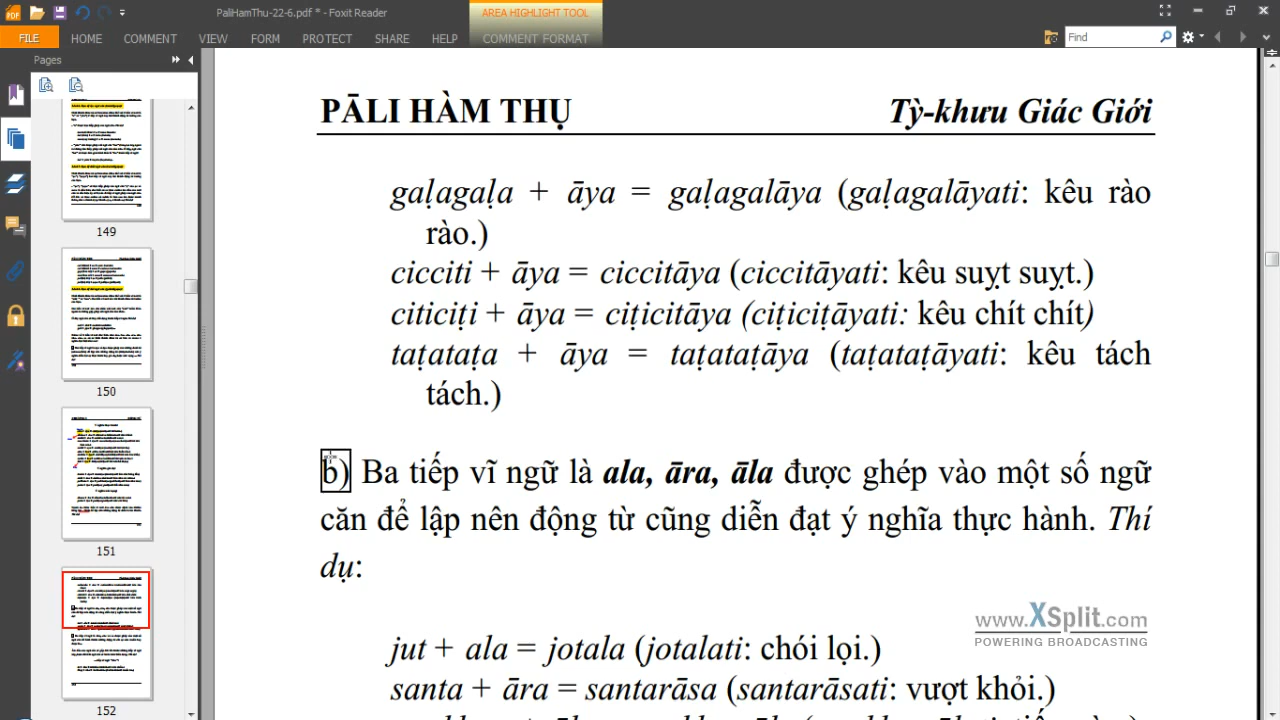 PaliHamThu-22-6.pdf * - Foxit Reader
AREA HIGHLIGHT TOOL
FILE HOME COMMENT VIEW FORM PROTECT SHARE HELP COMMENT FORMAT
Find
Pages
149
150
151
152
PĀLI HÀM THỤ Tỳ-khưu Giác Giới
gaḷagaḷa + āya = gaḷagalāya (gaḷagalāyati: kêu rào
rào.)
cicciti + āya = ciccitāya (ciccitāyati: kêu suỵt suỵt.)
citiciṭi + āya = ciṭicitāya (ciṭiciṭāyati: kêu chít chít)
taṭataṭa + āya = taṭataṭāya (taṭataṭāyati: kêu tách
tách.)
b) Ba tiếp vĩ ngữ là ala, āra, āla được ghép vào một số ngữ
căn để lập nên động từ cũng diễn đạt ý nghĩa thực hành. Thí
dụ:
www.XSplit.com
POWERING BROADCASTING
jut + ala = jotala (jotalati: chói lọi.)
santa + āra = santarāsa (santarāsati: vượt khỏi.)